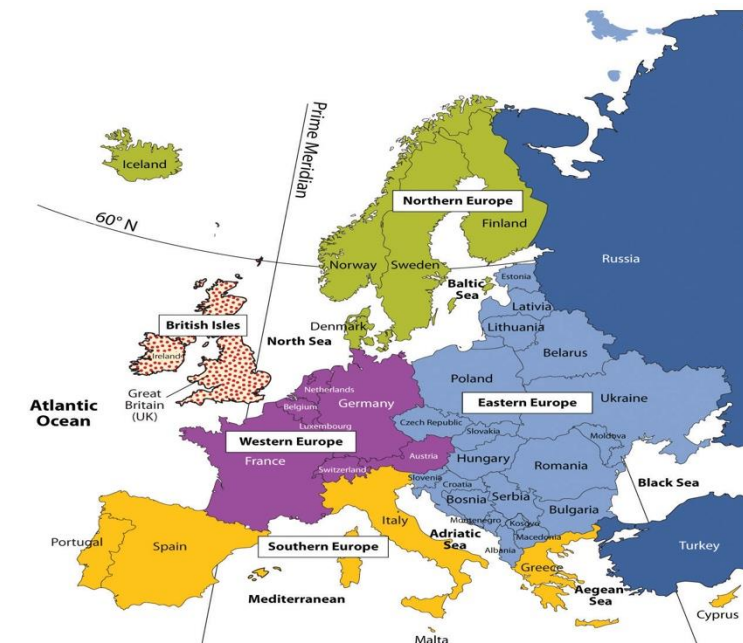 Prime Meridian
Iceland
60° N
Northern Europe
Finland
Russia
Norway
Sweden
Estonia
Baltic
Sea
Latvia
Lithuania
British Isles
Denmark
North Sea
Ireland
Belarus
Great
Britain
(UK)
Netherlands
Poland
Atlantic
Ocean
Belgium
Germany
Eastern Europe
Ukraine
Luxembourg
Czech Republic
Slovakia
Western Europe
Moldova
France
Austria
Switzerland
Hungary
Romania
Slovenia
Croatia
Black Sea
Bosnia
Serbia
Bulgaria
Italy
Montenegro
Kosovo
Adriatic
Sea
Macedonia
Portugal
Spain
Southern Europe
Albania
Turkey
Greece
Aegean
Sea
Mediterranean
Cyprus
Malta